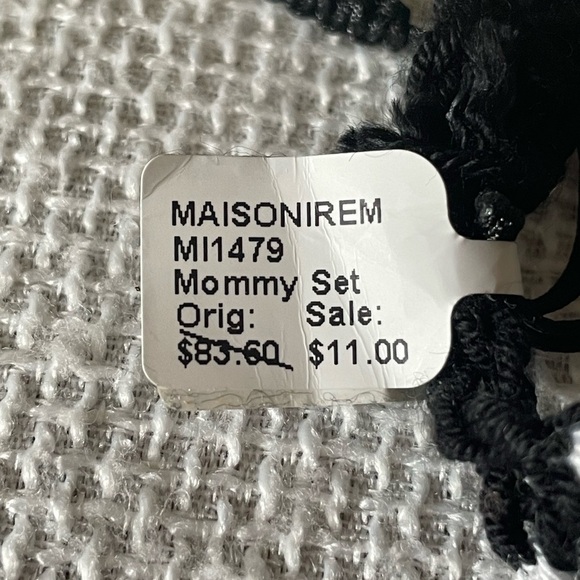 MAISONIREM
MI1479
Mommy Set
Orig: Sale:
$83.60 $11.00